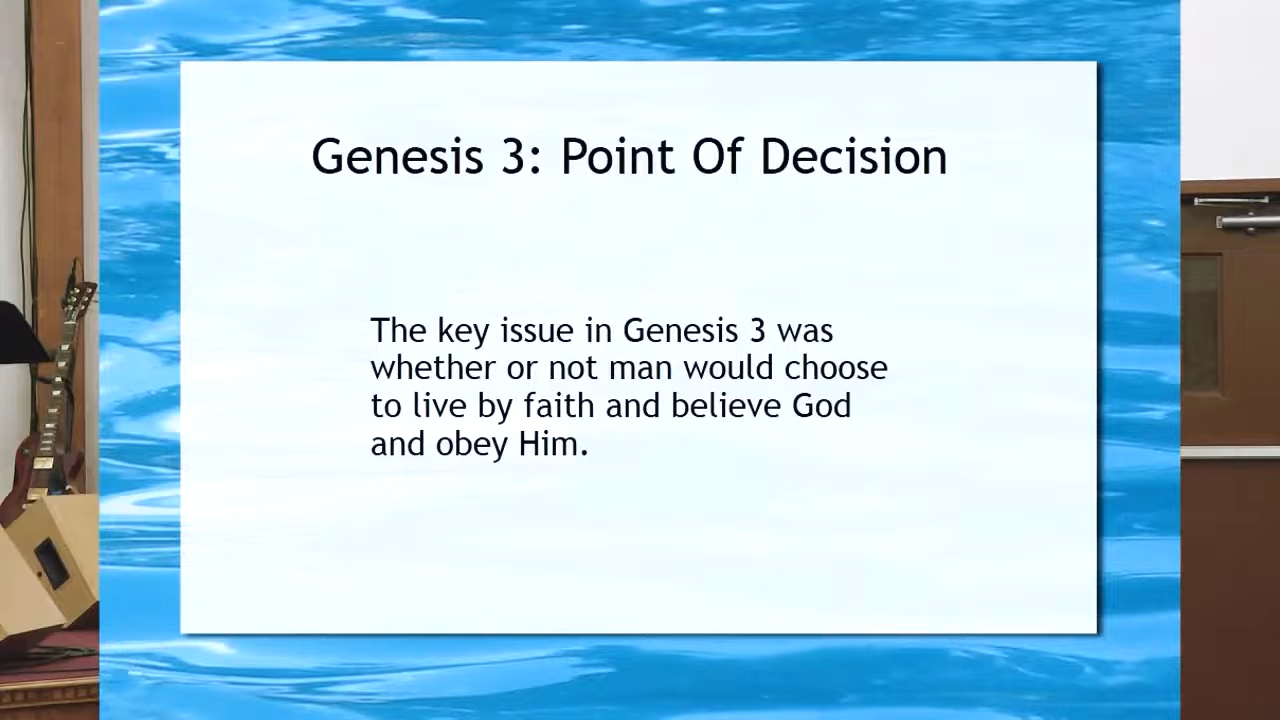 Genesis 3: Point Of Decision
The key issue in Genesis 3 was
whether or not man would choose
to live by faith and believe God
and obey Him.